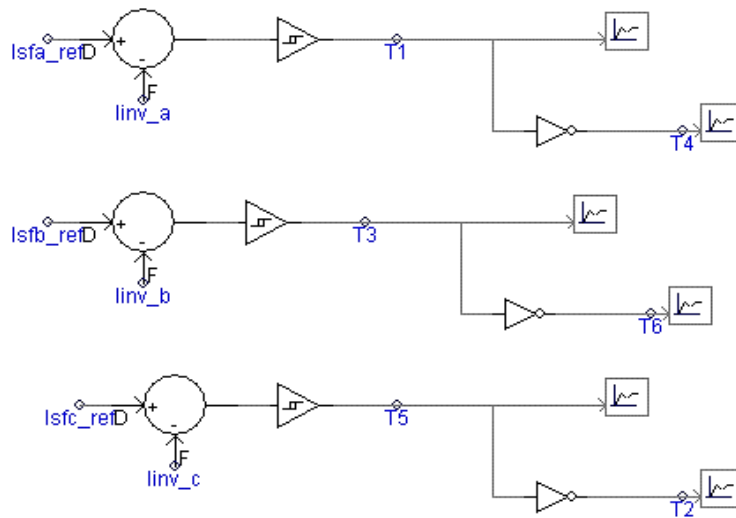 Isfa_ref D + - F
Iinv_a
T1
T4
Isfb_ref D + - F
Iinv_b
T3
T6
Isfc_ref D + - F
Iinv_c
T5
T2